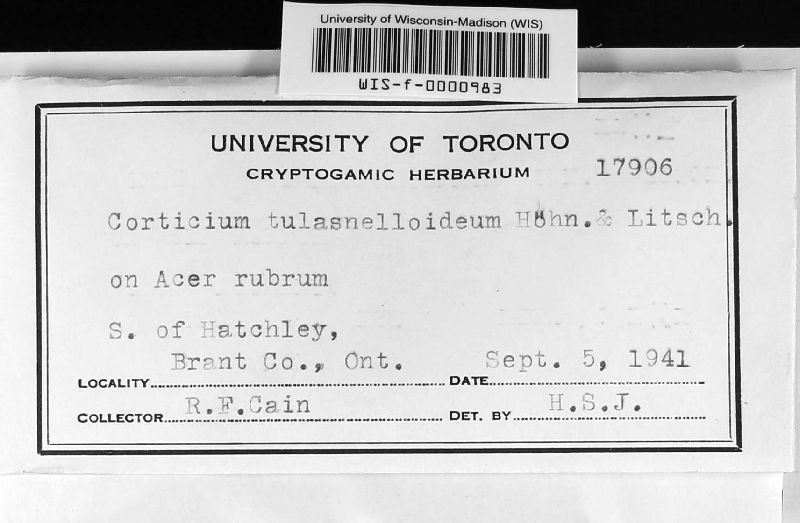 University of Wisconsin-Madison (WIS)
WIS-f-0000983
UNIVERSITY OF TORONTO
CRYPTOGAMIC HERBARIUM 17906
Corticium tulasnelloideum Höhn. & Litsch.
on Acer rubrum
S. of Hatchley,
Brant Co., Ont. Sept. 5, 1941
LOCALITY DATE
R.F.Cain H.S.J.
COLLECTOR DET. BY